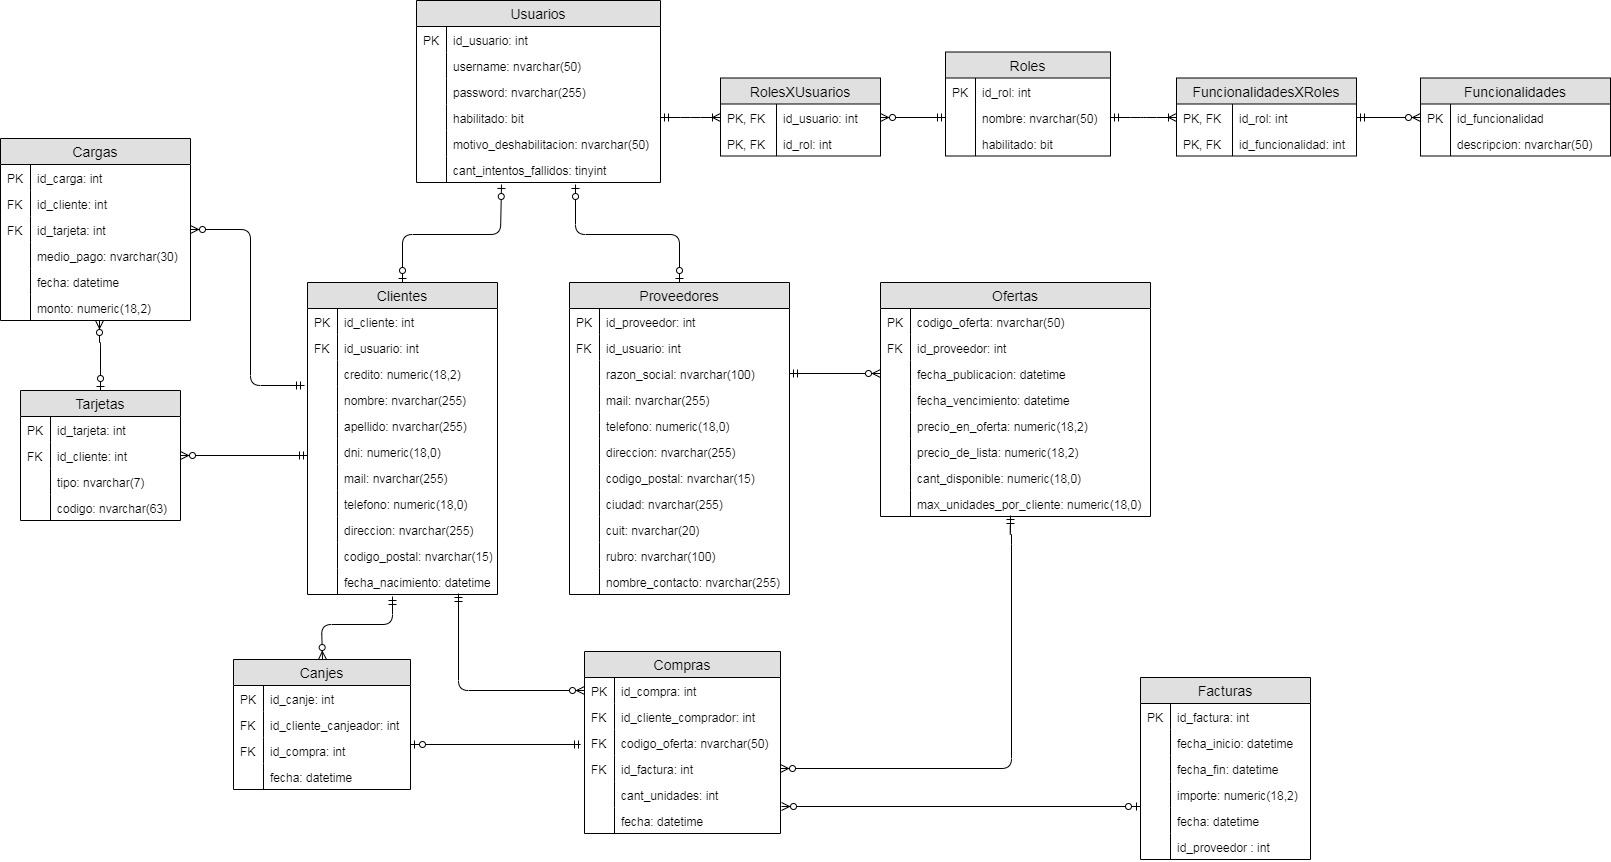 Usuarios
PK id_usuario: int
username: nvarchar(50)
password: nvarchar(255)
habilitado: bit
motivo_deshabilitacion: nvarchar(50)
cant_intentos_fallidos: tinyint
RolesXUsuarios
PK, FK id_usuario: int
PK, FK id_rol: int
Roles
PK id_rol: int
nombre: nvarchar(50)
habilitado: bit
FuncionalidadesXRoles
PK, FK id_rol: int
PK, FK id_funcionalidad: int
Funcionalidades
PK id_funcionalidad
descripcion: nvarchar(50)
Cargas
PK id_carga: int
FK id_cliente: int
FK id_tarjeta: int
medio_pago: nvarchar(30)
fecha: datetime
monto: numeric(18,2)
Tarjetas
PK id_tarjeta: int
FK id_cliente: int
tipo: nvarchar(7)
codigo: nvarchar(63)
Clientes
PK id_cliente: int
FK id_usuario: int
credito: numeric(18,2)
nombre: nvarchar(255)
apellido: nvarchar(255)
dni: numeric(18,0)
mail: nvarchar(255)
telefono: numeric(18,0)
direccion: nvarchar(255)
codigo_postal: nvarchar(15)
fecha_nacimiento: datetime
Proveedores
PK id_proveedor: int
FK id_usuario: int
razon_social: nvarchar(100)
mail: nvarchar(255)
telefono: numeric(18,0)
direccion: nvarchar(255)
codigo_postal: nvarchar(15)
ciudad: nvarchar(255)
cuit: nvarchar(20)
rubro: nvarchar(100)
nombre_contacto: nvarchar(255)
Ofertas
PK codigo_oferta: nvarchar(50)
FK id_proveedor: int
fecha_publicacion: datetime
fecha_vencimiento: datetime
precio_en_oferta: numeric(18,2)
precio_de_lista: numeric(18,2)
cant_disponible: numeric(18,0)
max_unidades_por_cliente: numeric(18,0)
Canjes
PK id_canje: int
FK id_cliente_canjeador: int
FK id_compra: int
fecha: datetime
Compras
PK id_compra: int
FK id_cliente_comprador: int
FK codigo_oferta: nvarchar(50)
FK id_factura: int
cant_unidades: int
fecha: datetime
Facturas
PK id_factura: int
fecha_inicio: datetime
fecha_fin: datetime
importe: numeric(18,2)
fecha: datetime
id_proveedor : int